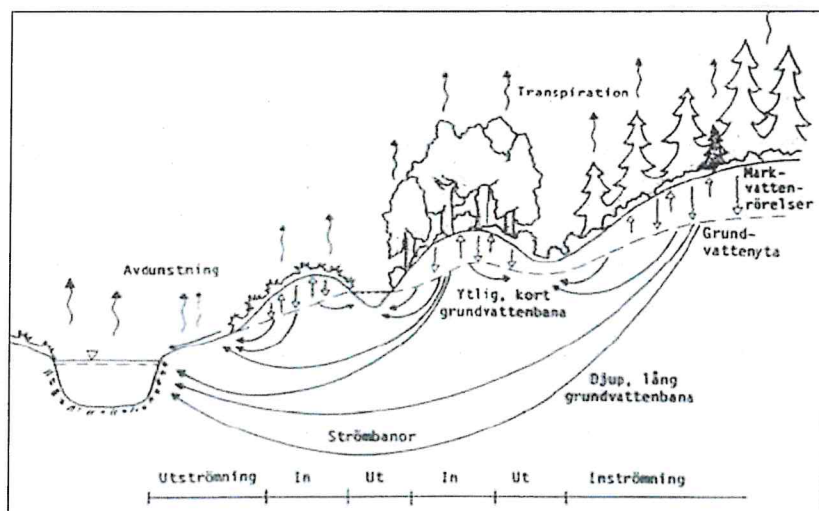 Transpiration
Mark-
vatten-
rörelser
Grund-
vattenyta
Avdunstning
Ytlig, kort
grundvattenbana
Djup, lång
grundvattenbana
Strömbanor
Utströmning In Ut In Ut Inströmning